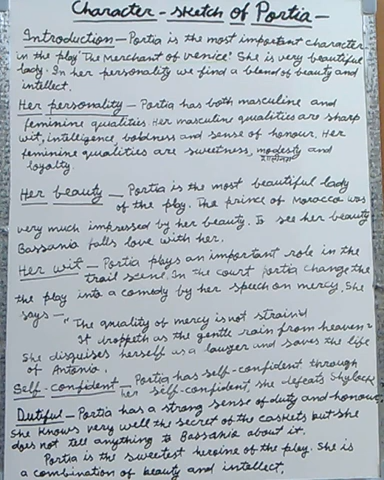 Character - sketch of Portia -
Introduction - Portia is the most important character
in the play "The Merchant of Venice". She is very beautiful
lady. In her personality we find a blend of beauty and
intellect.
Her personality - Portia has both masculine and
feminine qualities. Her masculine qualities are sharp
wit, intelligence, boldness and sense of honour. Her
feminine qualities are sweetness, modesty and
loyalty.
Her beauty - Portia is the most beautiful lady
of the play. The prince of Morocco was
very much impressed by her beauty. To see her beauty
Bassania falls love with her.
Her wit - Portia plays an important role in the
trail scene. In the court portia change the
the play into a comedy by her speech on mercy. She
says -
"The quality of mercy is not strain'd
It droppeth as the gentle rain from heaven"
She disguises herself as a lawyer and saves the life
of Antonio.
Self-confident - Portia has self-confident through
her self-confident, she defeats Shylock.
Dutiful - Portia has a strong sense of duty and honour.
She knows very well the secret of the caskets but she
does not tell anything to Bassania about it.
Portia is the sweetest heroine of the play. She is
a combination of beauty and intellect.